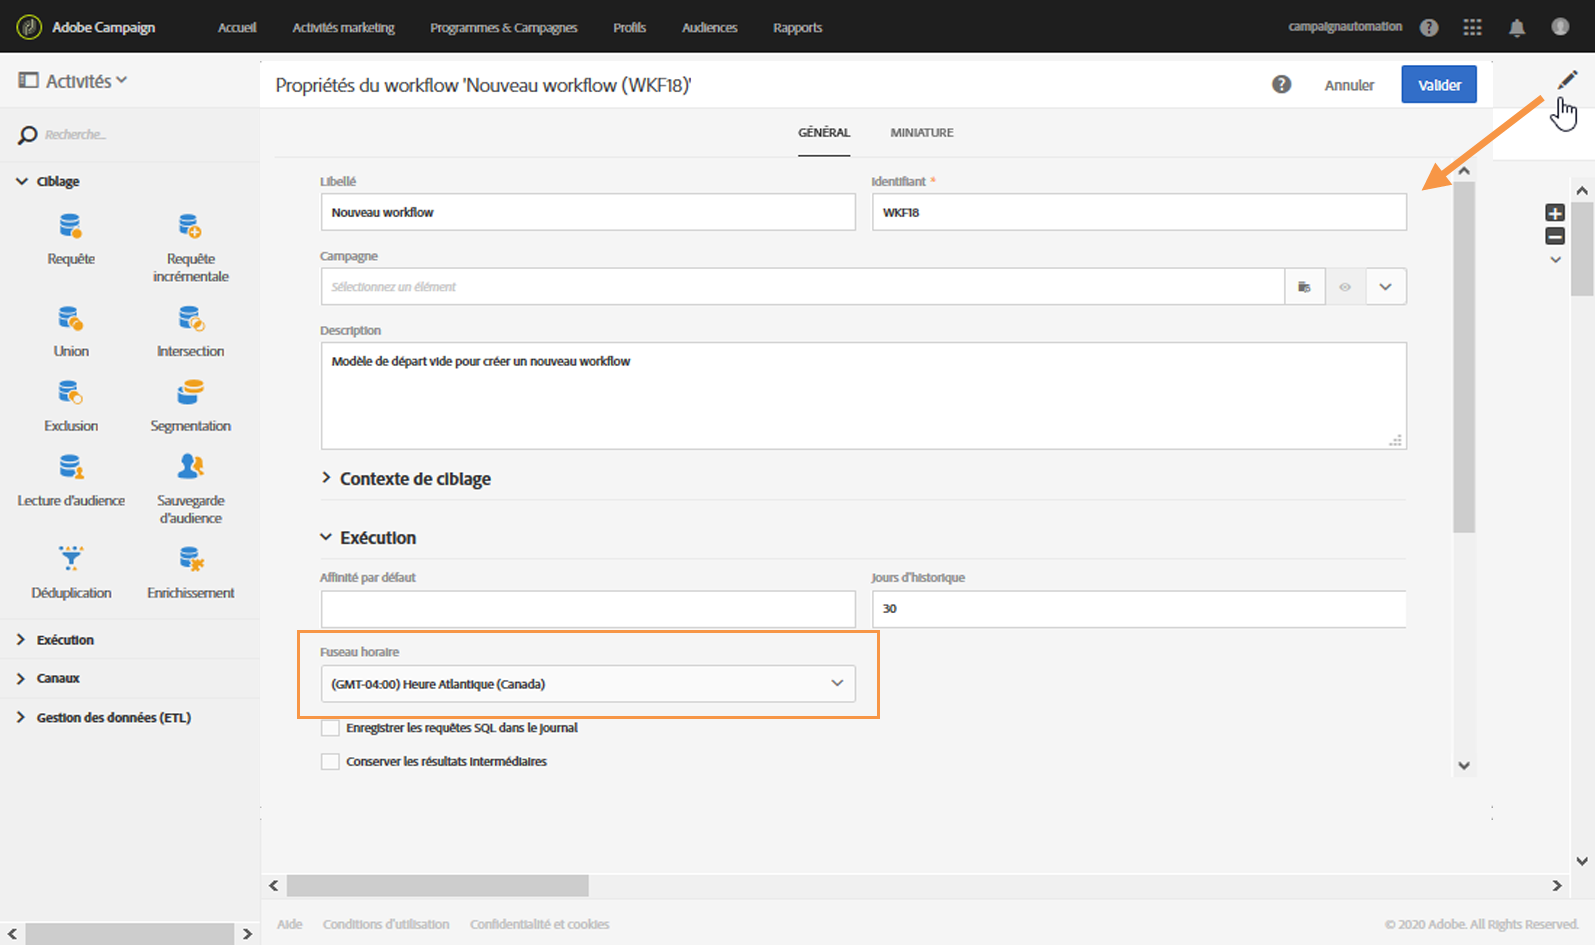 Adobe Campaign Accueil Activités marketing Programmes & Campagnes Profils Audiences Rapports campaignautomation
Activités
Propriétés du workflow 'Nouveau workflow (WKF18)'
Annuler
Valider
Recherche...
GÉNÉRAL MINIATURE
Ciblage
Requête
Requête
incrémentale
Union
Intersection
Exclusion
Segmentation
Lecture d'audience
Sauvegarde
d'audience
Déduplication
Enrichissement
Exécution
Canaux
Gestion des données (ETL)
Libellé
Nouveau workflow
Identifiant *
WKF18
Campagne
Sélectionnez un élément
Description
Modèle de départ vide pour créer un nouveau workflow
Contexte de ciblage
Exécution
Affinité par défaut
Jours d'historique
30
Fuseau horaire
(GMT-04:00) Heure Atlantique (Canada)
Enregistrer les requêtes SQL dans le journal
Conserver les résultats intermédiaires
Aide Conditions d'utilisation Confidentialité et cookies
© 2020 Adobe. All Rights Reserved.